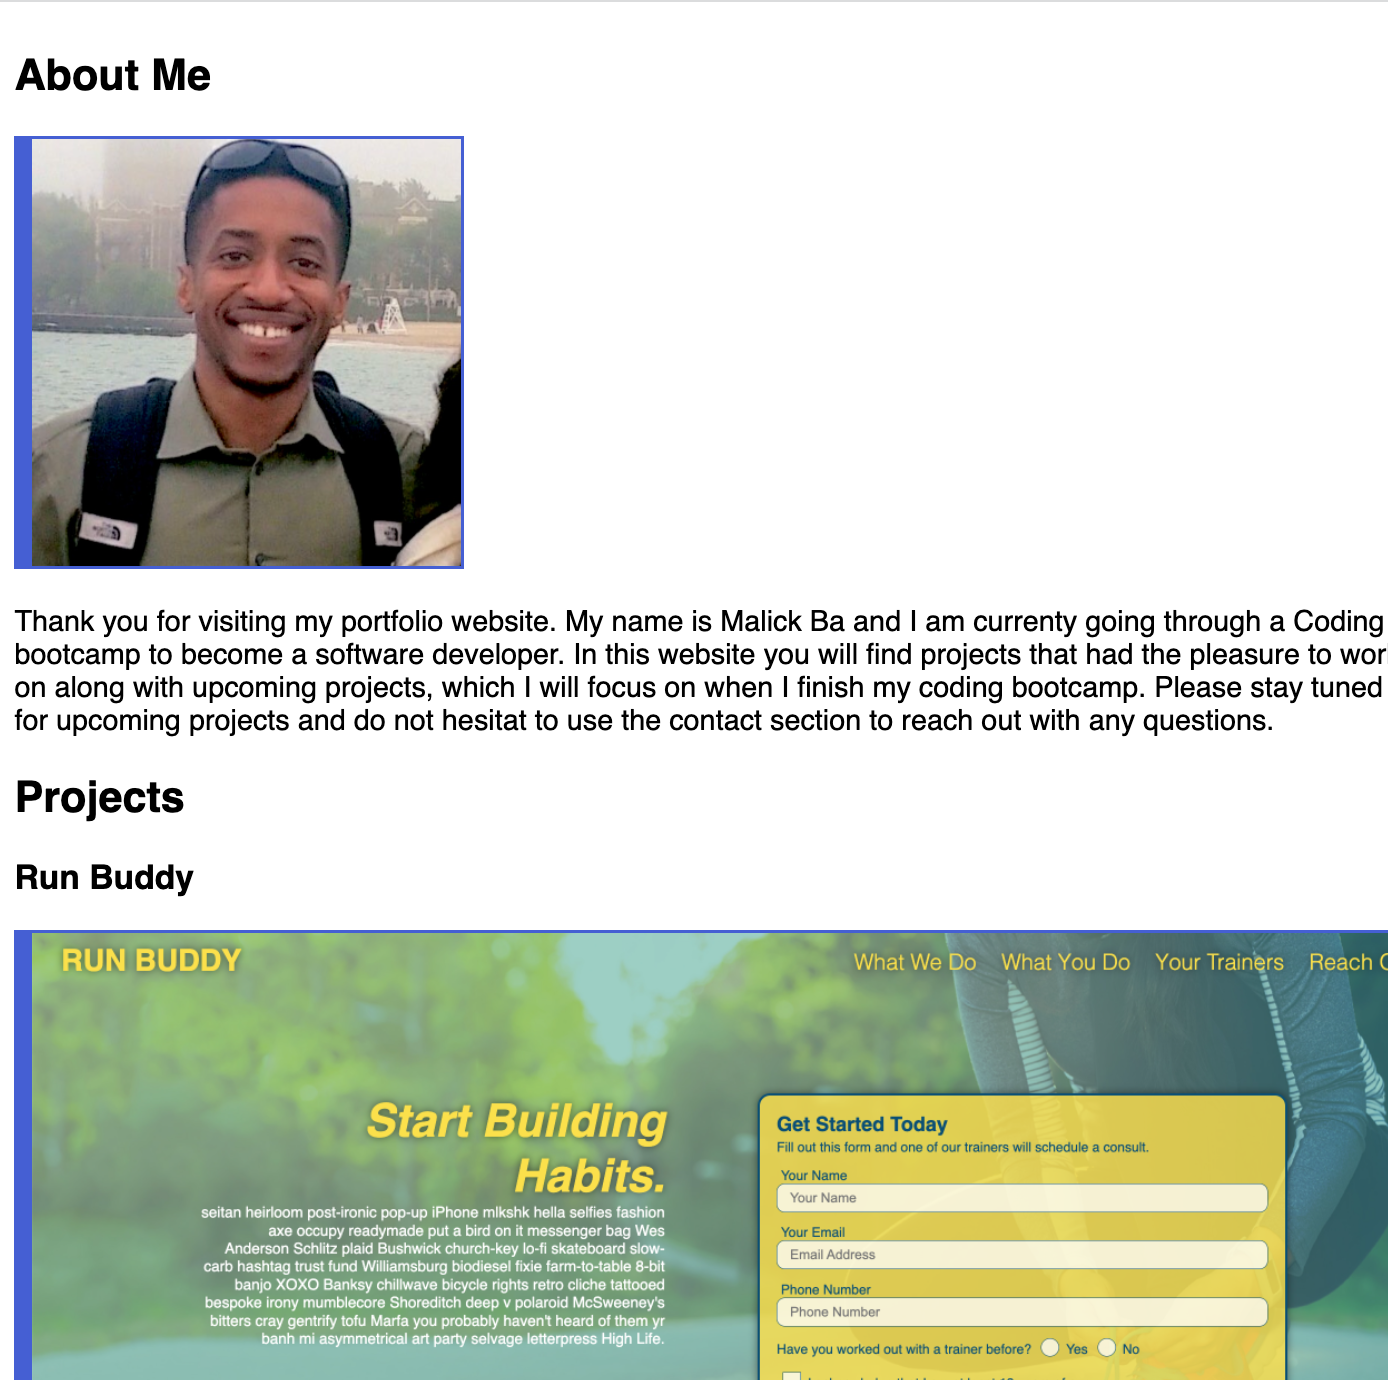 About Me
THE NORTH FACE
Thank you for visiting my portfolio website. My name is Malick Ba and I am currenty going through a Coding
bootcamp to become a software developer. In this website you will find projects that had the pleasure to
on along with upcoming projects, which I will focus on when I finish my coding bootcamp. Please stay tuned
for upcoming projects and do not hesitat to use the contact section to reach out with any questions.
Projects
Run Buddy
RUN BUDDY
What We Do What You Do Your Trainers Reach
Start Building
Habits.
seitan heirloom post-ironic pop-up iPhone mlkshk hella selfies fashion
axe occupy readymade put a bird on it messenger bag Wes
Anderson Schlitz plaid Bushwick church-key lo-fi skateboard slow-
carb hashtag trust fund Williamsburg biodiesel fixie farm-to-table 8-bit
banjo XOXO Banksy chillwave bicycle rights retro cliche tattooed
bespoke irony mumblecore Shoreditch deep v polaroid McSweeney's
bitters cray gentrify tofu Marfa you probably haven't heard of them yr
banh mi asymmetrical art party selvage letterpress High Life.
Get Started Today
Fill out this form and one of our trainers will schedule a consult.
Your Name
Your Name
Your Email
Email Address
Phone Number
Phone Number
Have you worked out with a trainer before? Yes No